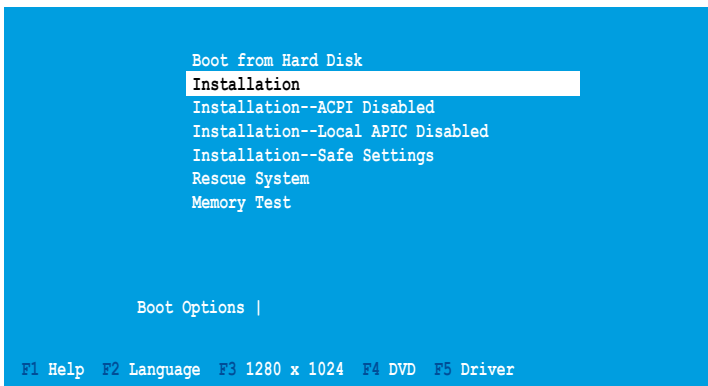 Boot from Hard Disk
Installation
Installation--ACPI Disabled
Installation--Local APIC Disabled
Installation--Safe Settings
Rescue System
Memory Test
Boot Options |
F1 Help F2 Language F3 1280 x 1024 F4 DVD F5 Driver